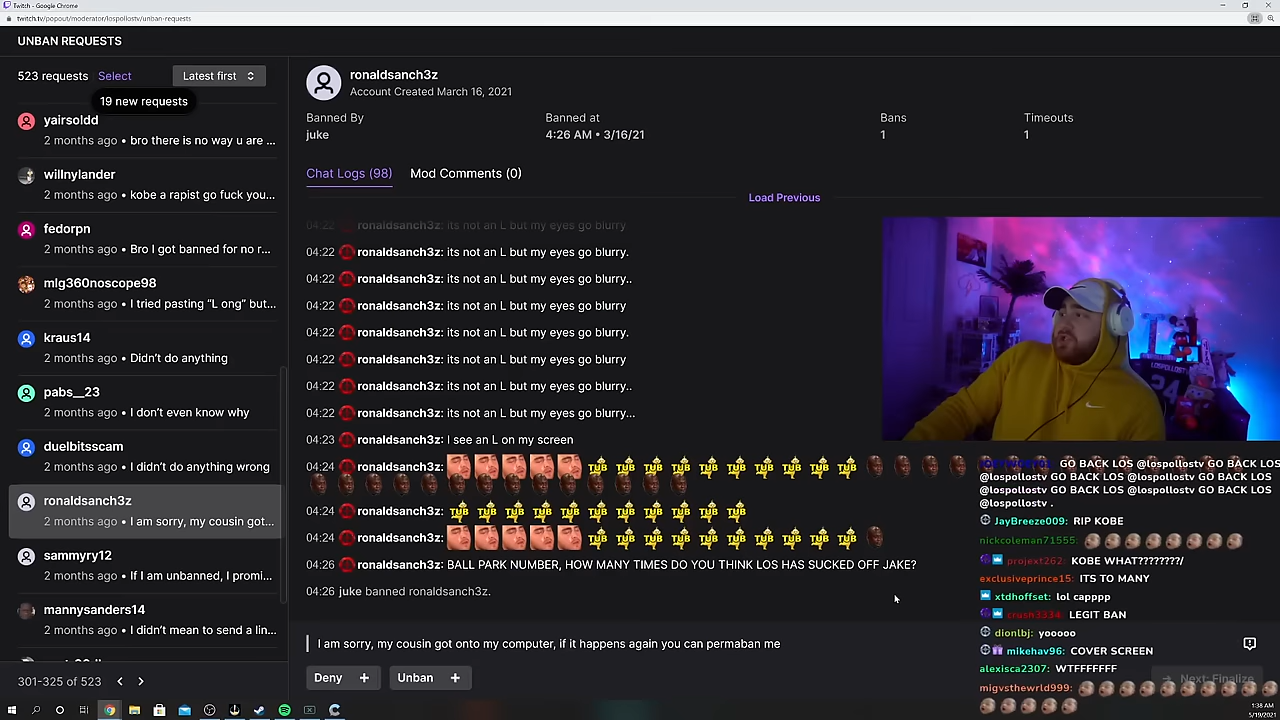 Twitch - Google Chrome
twitch.tv/popout/moderator/lospollostv/unban-requests
UNBAN REQUESTS
523 requests Select Latest first
19 new requests
yairsoldd
2 months ago • bro there is no way u are ...
willnylander
2 months ago • kobe a rapist go fuck you...
fedorpn
2 months ago • Bro I got banned for no r...
mlg360noscope98
2 months ago • I tried pasting “L ong” but...
kraus14
2 months ago • Didn't do anything
pabs__23
2 months ago • I don't even know why
duelbitsscam
2 months ago • I didn't do anything wrong
ronaldsanch3z
2 months ago • I am sorry, my cousin got...
sammyry12
2 months ago • If I am unbanned, I promi...
mannysanders14
2 months ago • I didn't mean to send a lin...
301-325 of 523
ronaldsanch3z
Account Created March 16, 2021
Banned By Banned at Bans Timeouts
juke 4:26 AM • 3/16/21 1 1
Chat Logs (98) Mod Comments (0)
Load Previous
04:22 ronaldsanch3z: its not an L but my eyes go blurry
04:22 ronaldsanch3z: its not an L but my eyes go blurry.
04:22 ronaldsanch3z: its not an L but my eyes go blurry..
04:22 ronaldsanch3z: its not an L but my eyes go blurry.
04:22 ronaldsanch3z: its not an L but my eyes go blurry.
04:22 ronaldsanch3z: its not an L but my eyes go blurry
04:22 ronaldsanch3z: its not an L but my eyes go blurry..
04:22 ronaldsanch3z: its not an L but my eyes go blurry...
04:23 ronaldsanch3z: I see an L on my screen
04:24 ronaldsanch3z:
04:24 ronaldsanch3z:
04:24 ronaldsanch3z:
04:26 ronaldsanch3z: BALL PARK NUMBER, HOW MANY TIMES DO YOU THINK LOS HAS SUCKED OFF JAKE?
04:26 juke banned ronaldsanch3z.
I am sorry, my cousin got onto my computer, if it happens again you can permaban me
Deny + Unban +
LOSPOLLOSTV
24
GO BACK LOS @lospollostv GO BACK LOS
@lospollostv GO BACK LOS @lospollostv GO BACK LOS
@lospollostv GO BACK LOS @lospollostv GO BACK LOS
@lospollostv .
JayBreeze009: RIP KOBE
nickcoleman71555:
projext262: KOBE WHAT????????/
exclusiveprince15: ITS TO MANY
xtdhoffset: lol capppp
crush3334: LEGIT BAN
dionlbj: yooooo
mikehav96: COVER SCREEN
alexisca2307: WTFFFFFF
migvsthewrld999:
Next: Finalize
1:38 AM
5/19/2021